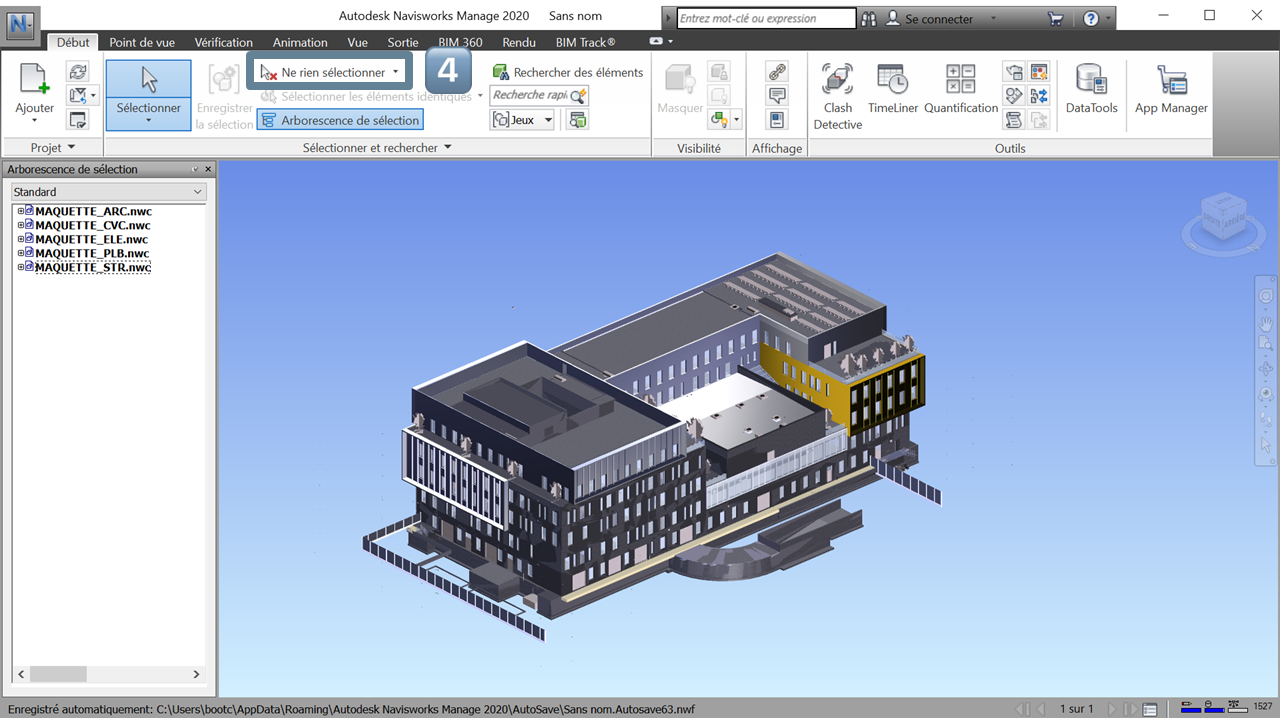 Autodesk Navisworks Manage 2020 Sans nom
Entrez mot-clé ou expression
Se connecter
N
Début Point de vue Vérification Animation Vue Sortie BIM 360 Rendu BIM Track®
4
Ne rien sélectionner
Rechercher des éléments
Sélectionner les éléments identiques
Recherche rapi
Arborescence de sélection
Jeux
Ajouter
Sélectionner
Enregistrer
la sélection
Masquer
Clash
Detective
TimeLiner
Quantification
DataTools
App Manager
Projet
Sélectionner et rechercher
Visibilité
Affichage
Outils
Arborescence de sélection
Standard
MAQUETTE_ARC.nwc
MAQUETTE_CVC.nwc
MAQUETTE_ELE.nwc
MAQUETTE_PLB.nwc
MAQUETTE_STR.nwc
Enregistré automatiquement: C:\Users\bootc\AppData\Roaming\Autodesk Navisworks Manage 2020\AutoSave\Sans nom.Autosave63.nwf
1 sur 1
1527